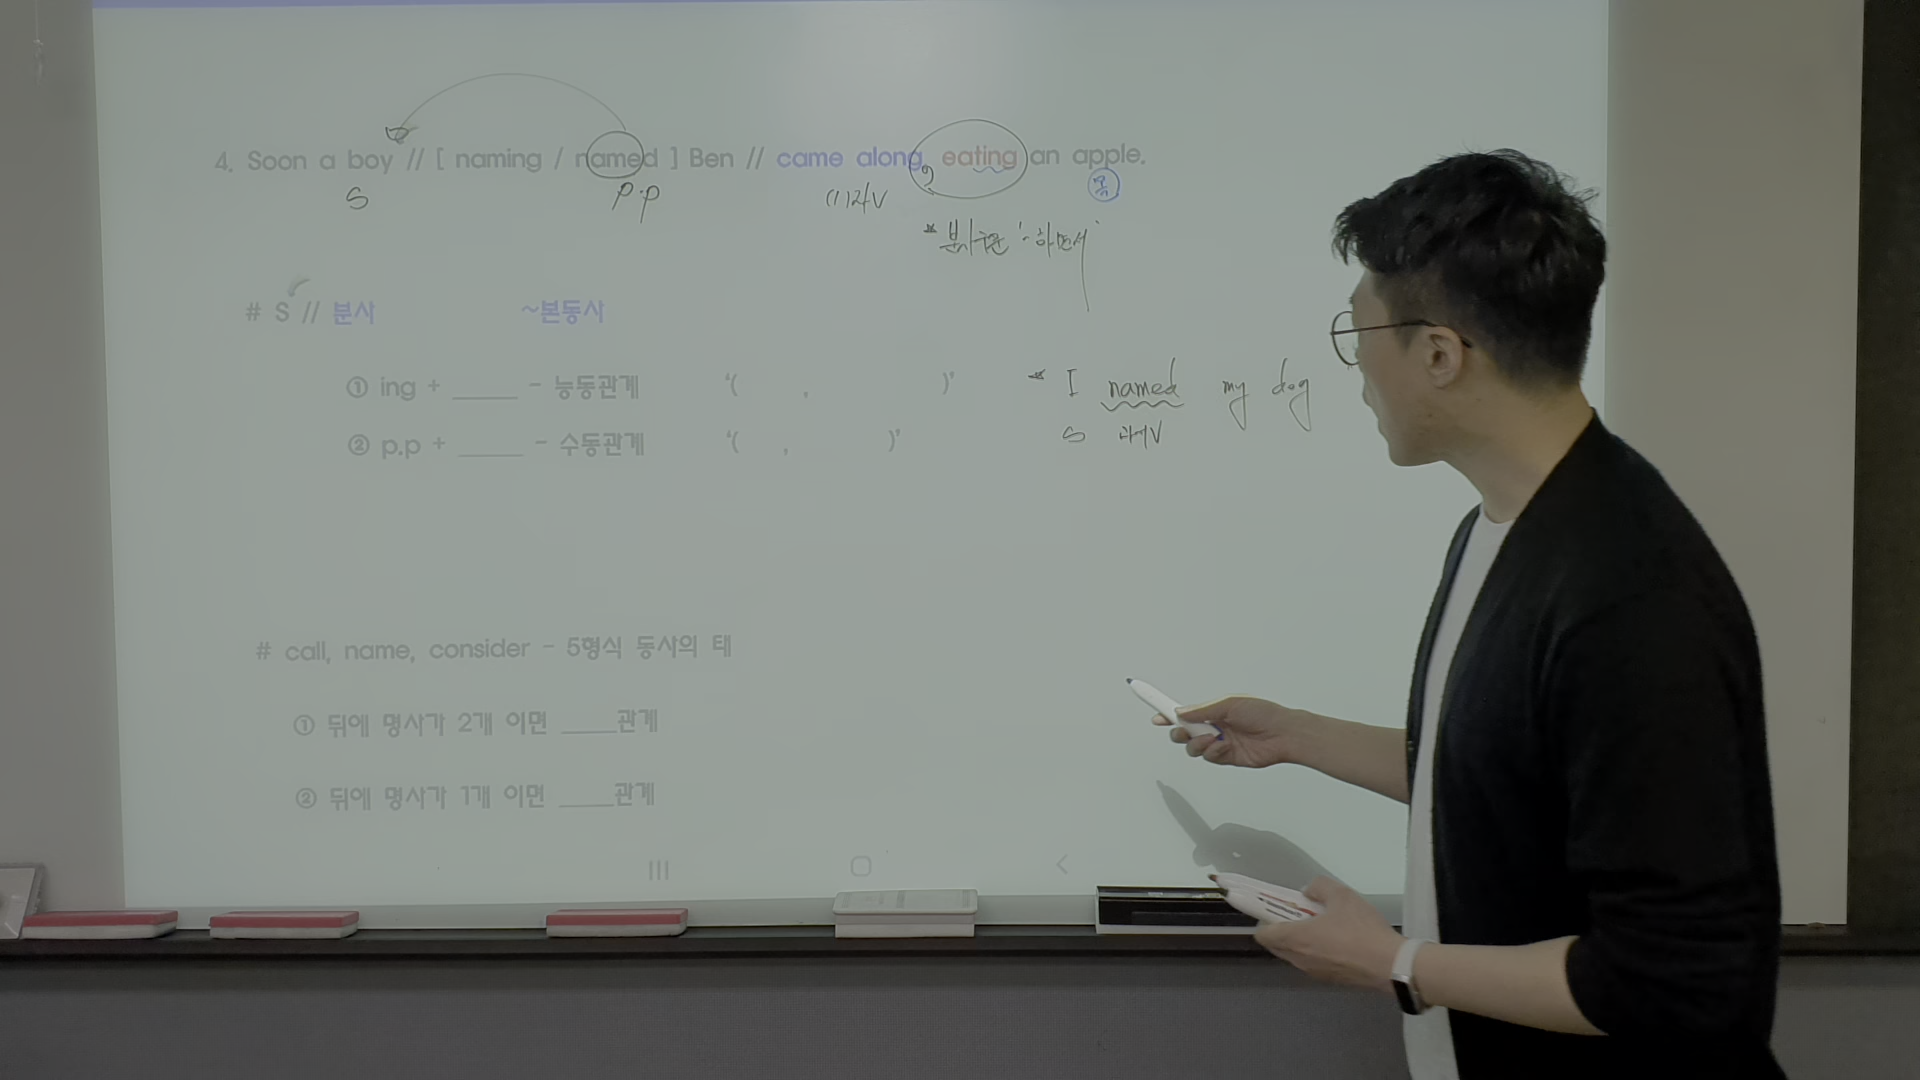 4. Soon a boy // [ naming / named ] Ben // came along, eating an apple.
S p.p (1)자V 목
* 분사구문 '~하면서'
# S // 분사 ~본동사
① ing + _____ - 능동관계 '( , )'
* I named my dog
② p.p + _____ - 수동관계 '( , )'
S 과거V
# call, name, consider - 5형식 동사의 태
① 뒤에 명사가 2개 이면 ____관계
② 뒤에 명사가 1개 이면 ____관계